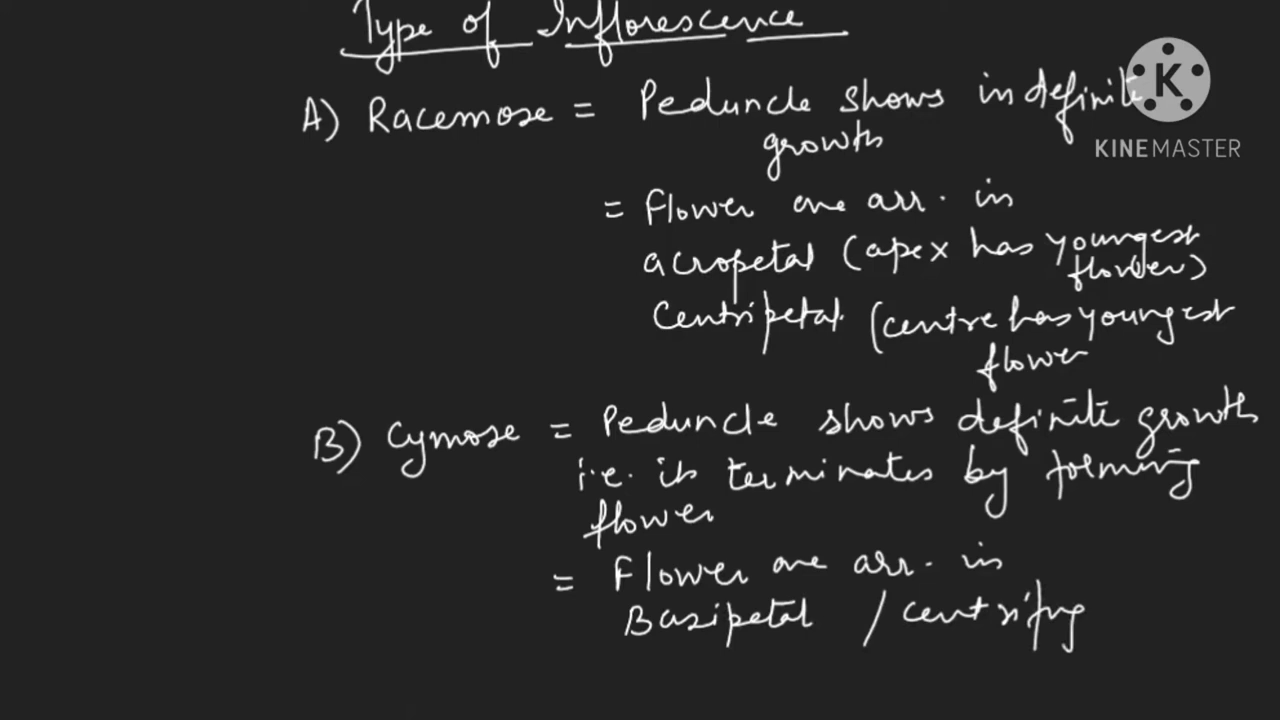 Type of Inflorescence
A) Racemose = Peduncle shows indefinite
growth
= Flower are arr. in
acropetal (apex has youngest
flower)
Centripetal (centre has youngest
flower
B) Cymose = Peduncle shows definite growth
i.e. it terminates by forming
flower
= Flower are arr. in
Basipetal / centrifug
K
KINEMASTER